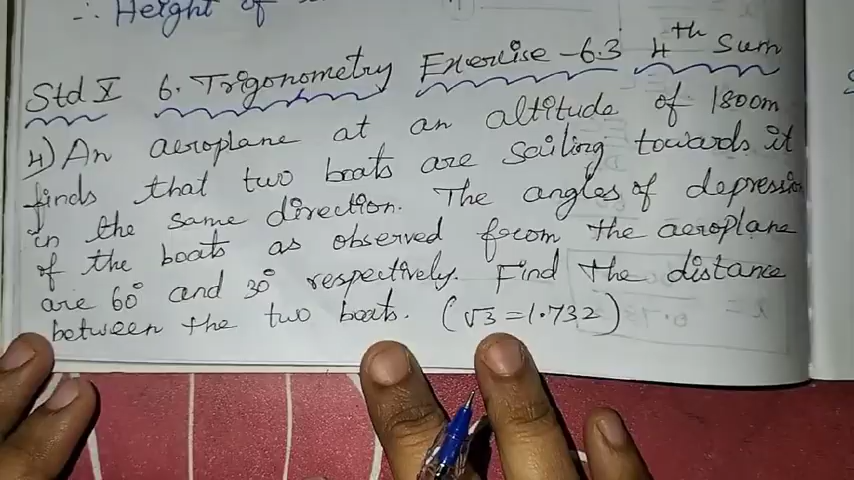 ∴ Height of
Std X 6. Trigonometry Exercise - 6.3 4th Sum
4) An aeroplane at an altitude of 1800m
finds that two boats are sailing towards it
in the same direction. The angles of depression
of the boats as observed from the aeroplane
are 60° and 30° respectively. Find the distance
between the two boats. (√3 = 1.732)